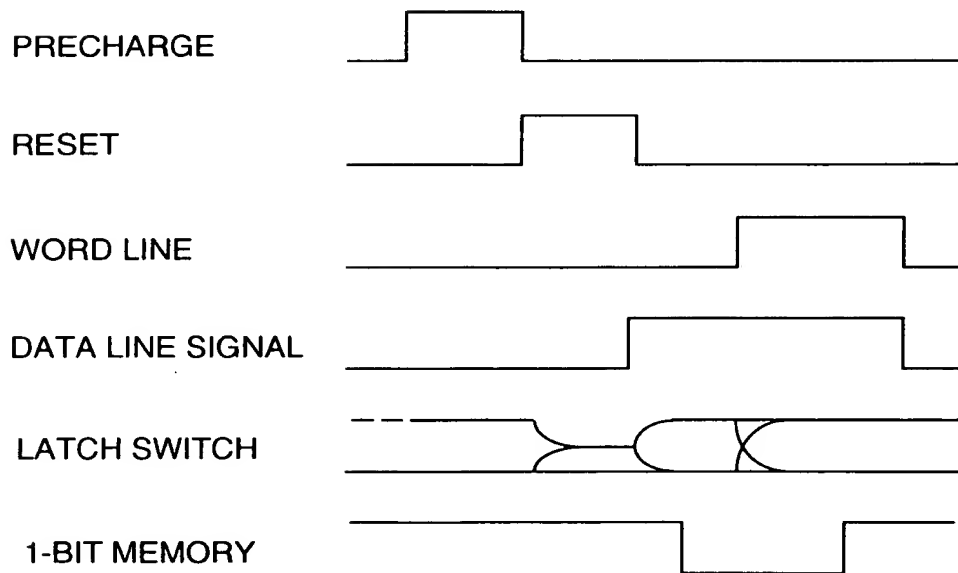 PRECHARGE
RESET
WORD LINE
DATA LINE SIGNAL
LATCH SWITCH
1-BIT MEMORY